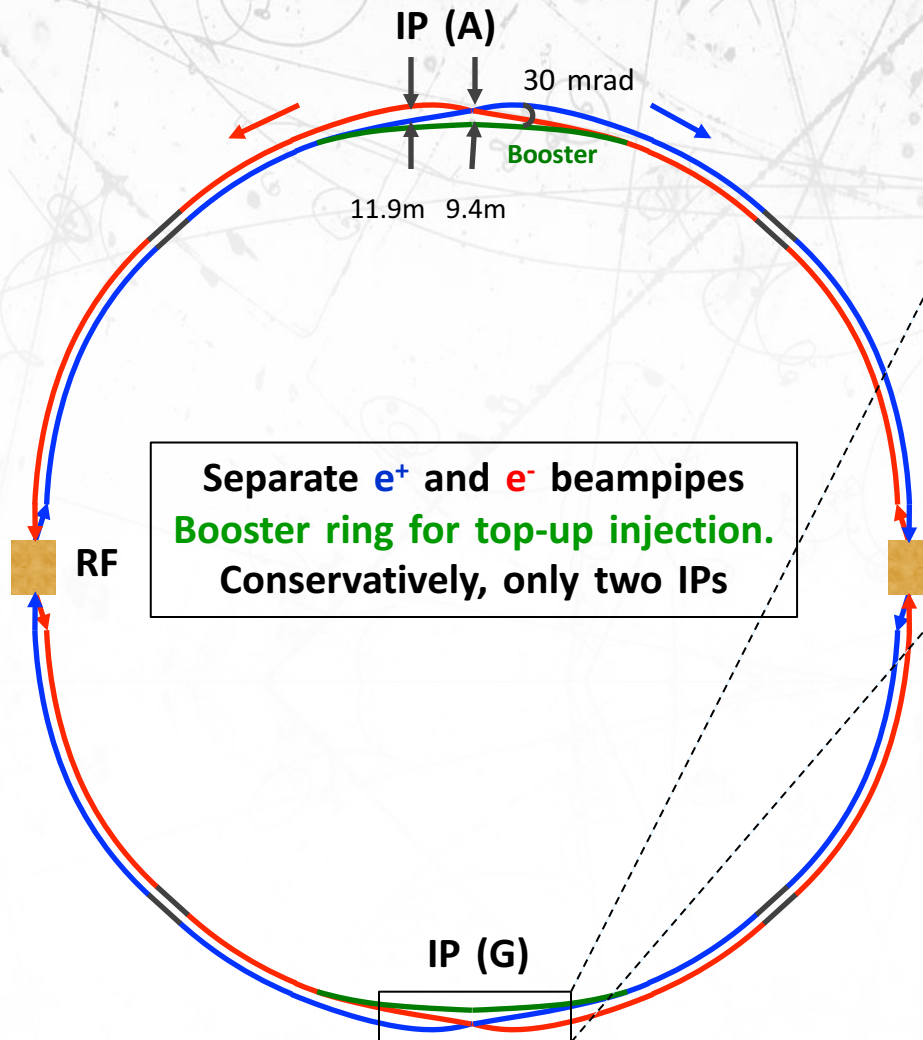 IP (A)
30 mrad
Booster
11.9m 9.4m
Separate e⁺ and e⁻ beampipes
Booster ring for top-up injection.
Conservatively, only two IPs
RF
IP (G)